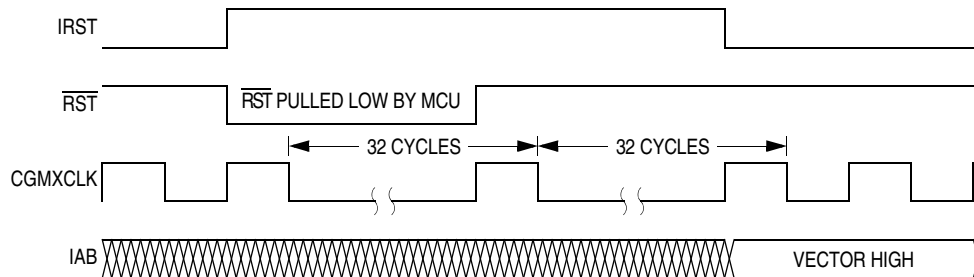 IRST
RST
RST PULLED LOW BY MCU
32 CYCLES
32 CYCLES
CGMXCLK
IAB
VECTOR HIGH